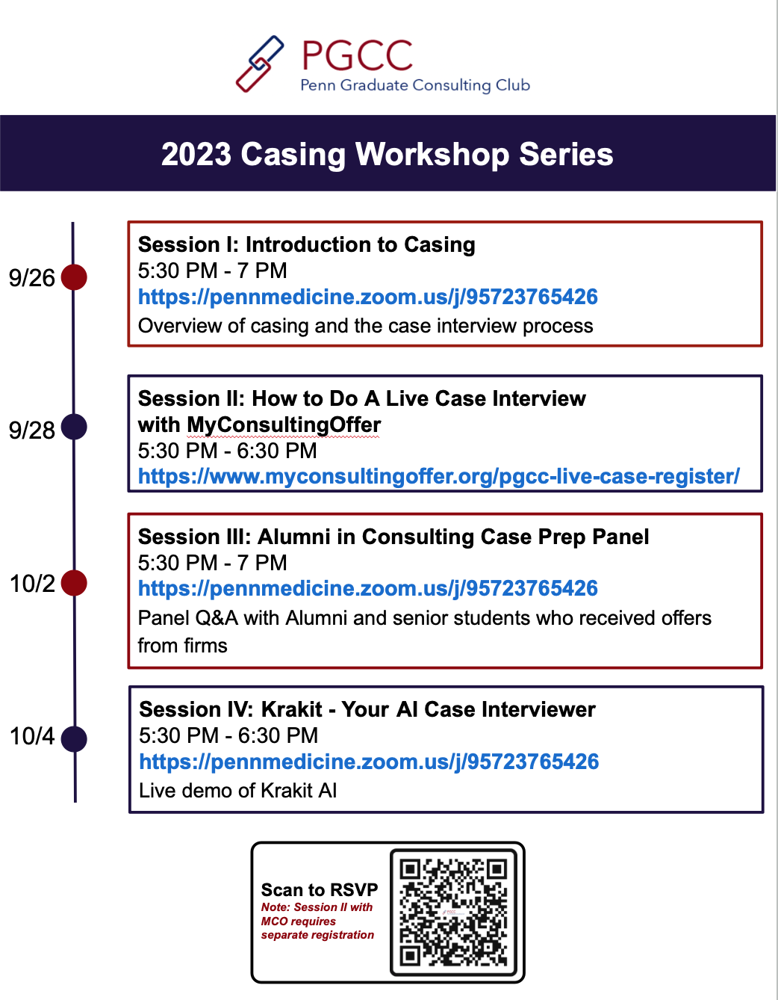 PGCC
Penn Graduate Consulting Club
2023 Casing Workshop Series
9/26
Session I: Introduction to Casing
5:30 PM - 7 PM
https://pennmedicine.zoom.us/j/95723765426
Overview of casing and the case interview process
9/28
Session II: How to Do A Live Case Interview
with MyConsultingOffer
5:30 PM - 6:30 PM
https://www.myconsultingoffer.org/pgcc-live-case-register/
10/2
Session III: Alumni in Consulting Case Prep Panel
5:30 PM - 7 PM
https://pennmedicine.zoom.us/j/95723765426
Panel Q&A with Alumni and senior students who received offers
from firms
10/4
Session IV: Krakit - Your AI Case Interviewer
5:30 PM - 6:30 PM
https://pennmedicine.zoom.us/j/95723765426
Live demo of Krakit AI
Scan to RSVP
Note: Session II with
MCO requires
separate registration
PGCC